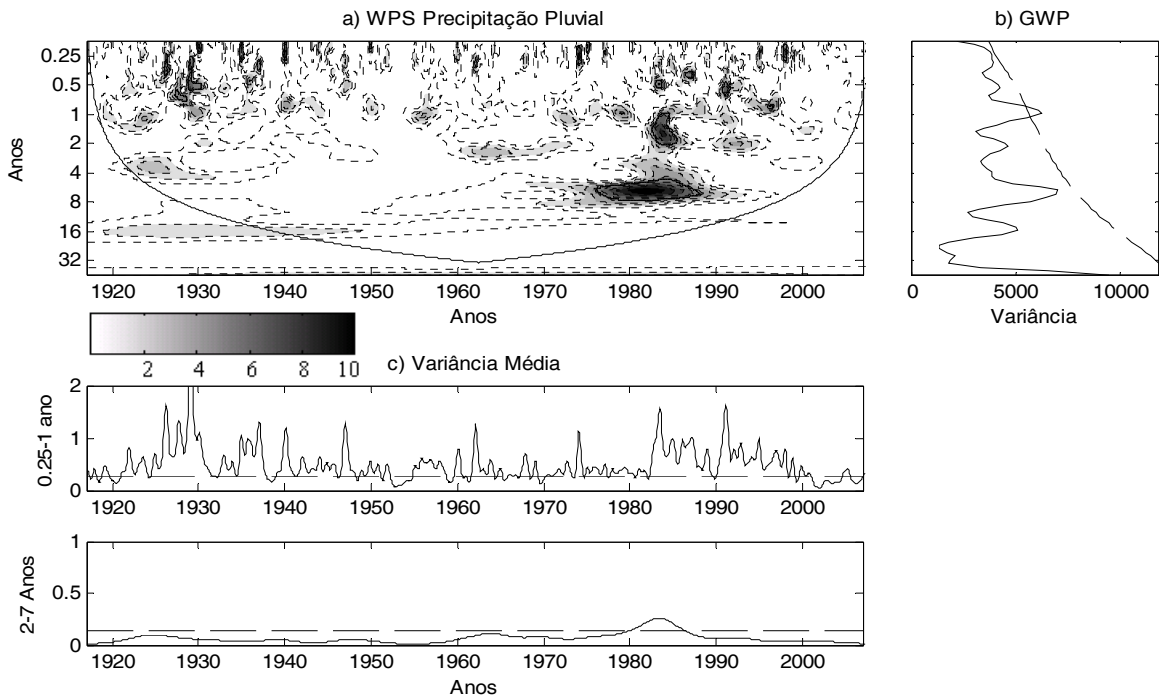 a) WPS Precipitação Pluvial
Anos
0.25
0.5
1
2
4
8
16
32
1920 1930 1940 1950 1960 1970 1980 1990 2000
Anos
b) GWP
0 5000 10000
Variância
2 4 6 8 10
c) Variância Média
0.25-1 ano
2
1
0
1920 1930 1940 1950 1960 1970 1980 1990 2000
2-7 Anos
1
0.5
0
1920 1930 1940 1950 1960 1970 1980 1990 2000
Anos